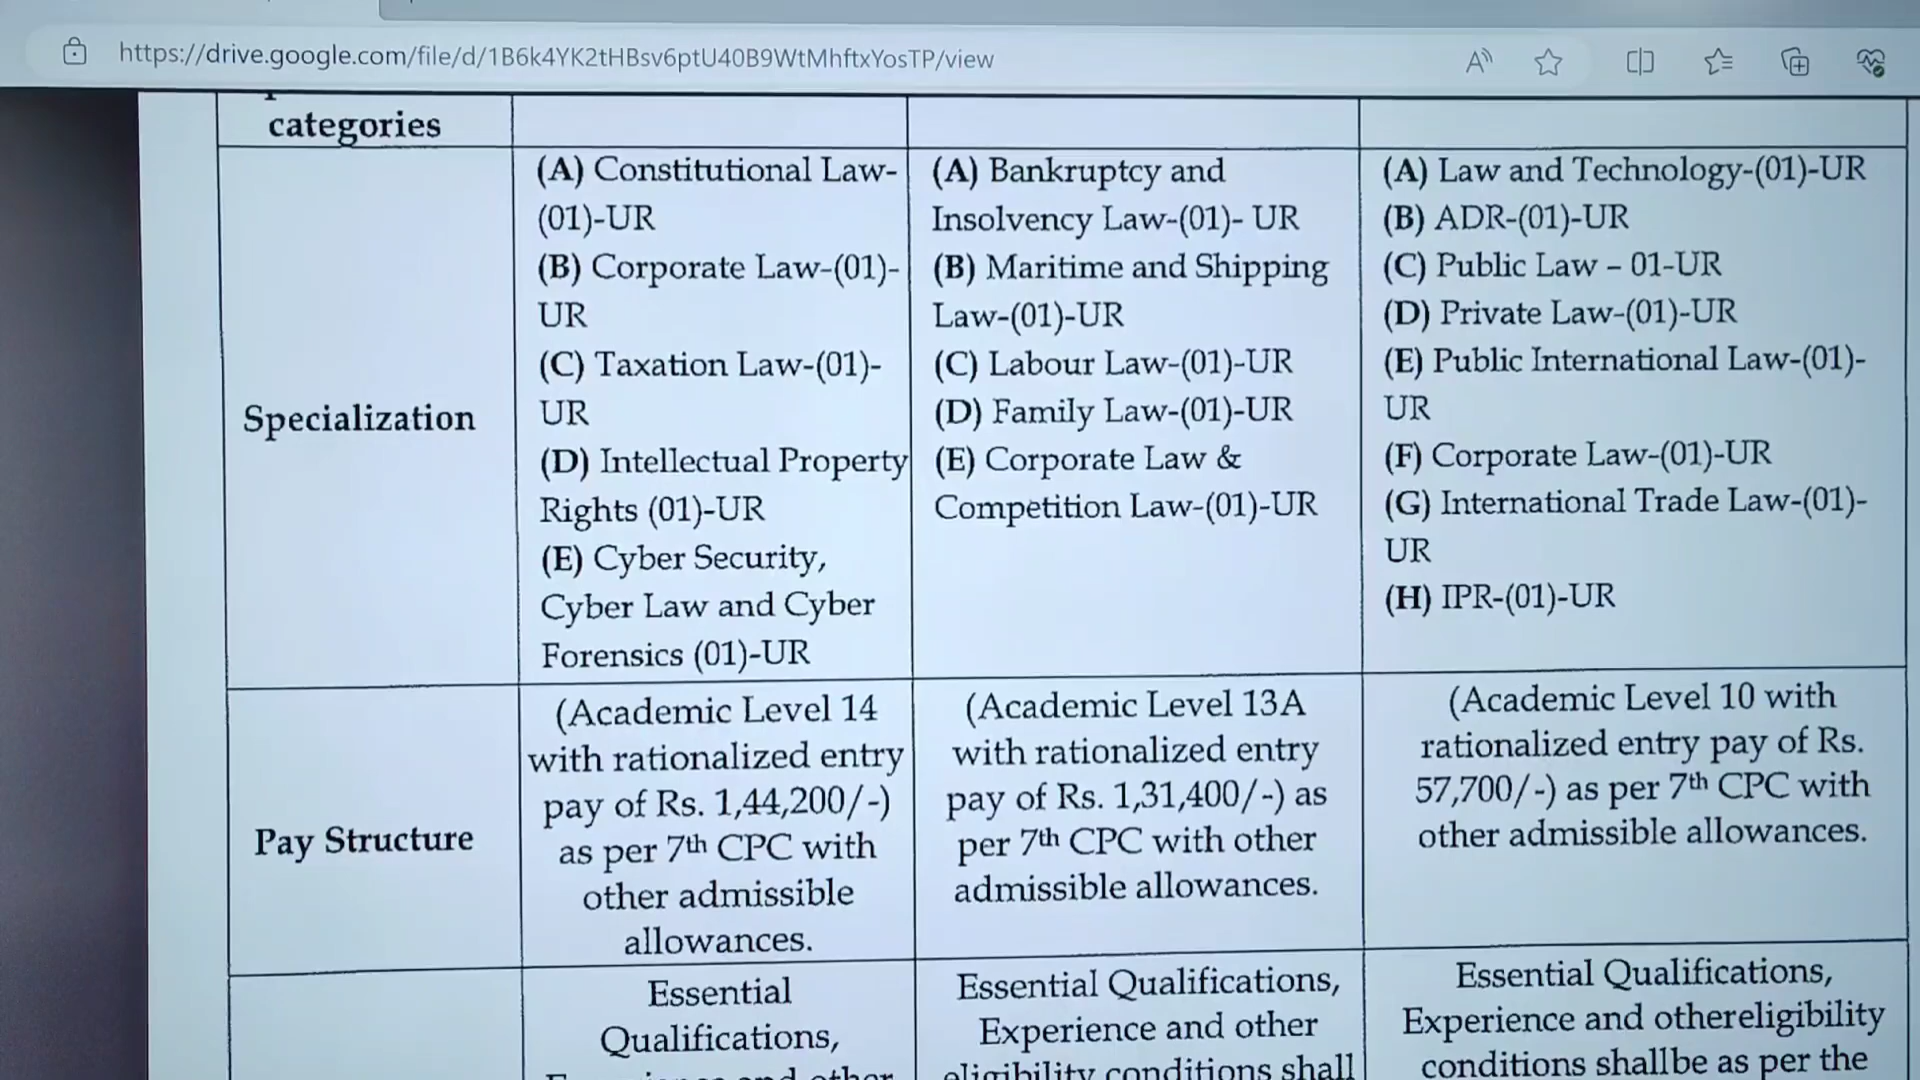 https://drive.google.com/file/d/1B6k4YK2tHBsv6ptU40B9WtMhftxYosTP/view
categories
Specialization
(A) Constitutional Law-
(01)-UR
(B) Corporate Law-(01)-
UR
(C) Taxation Law-(01)-
UR
(D) Intellectual Property
Rights (01)-UR
(E) Cyber Security,
Cyber Law and Cyber
Forensics (01)-UR
(A) Bankruptcy and
Insolvency Law-(01)- UR
(B) Maritime and Shipping
Law-(01)-UR
(C) Labour Law-(01)-UR
(D) Family Law-(01)-UR
(E) Corporate Law &
Competition Law-(01)-UR
(A) Law and Technology-(01)-UR
(B) ADR-(01)-UR
(C) Public Law – 01-UR
(D) Private Law-(01)-UR
(E) Public International Law-(01)-
UR
(F) Corporate Law-(01)-UR
(G) International Trade Law-(01)-
UR
(H) IPR-(01)-UR
Pay Structure
(Academic Level 14
with rationalized entry
pay of Rs. 1,44,200/-)
as per 7th CPC with
other admissible
allowances.
(Academic Level 13A
with rationalized entry
pay of Rs. 1,31,400/-) as
per 7th CPC with other
admissible allowances.
(Academic Level 10 with
rationalized entry pay of Rs.
57,700/-) as per 7th CPC with
other admissible allowances.
Essential
Qualifications,
Experience and other
Essential Qualifications,
Experience and other
eligibility conditions shall
Essential Qualifications,
Experience and othereligibility
conditions shallbe as per the